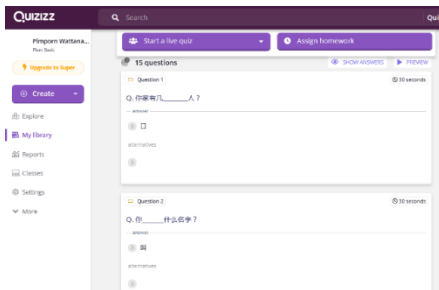 QUIZIZZ
Search
Qui
Pimporn Wattana...
Plan: Basic
Upgrade to Super
Create
Explore
My library
Reports
Classes
Settings
More
Start a live quiz
Assign homework
15 questions
SHOW ANSWERS
PREVIEW
Question 1
30 seconds
Q. 你家有几_______人?
answer
口
alternatives
Question 2
30 seconds
Q. 你_____什么名字?
answer
叫
alternatives